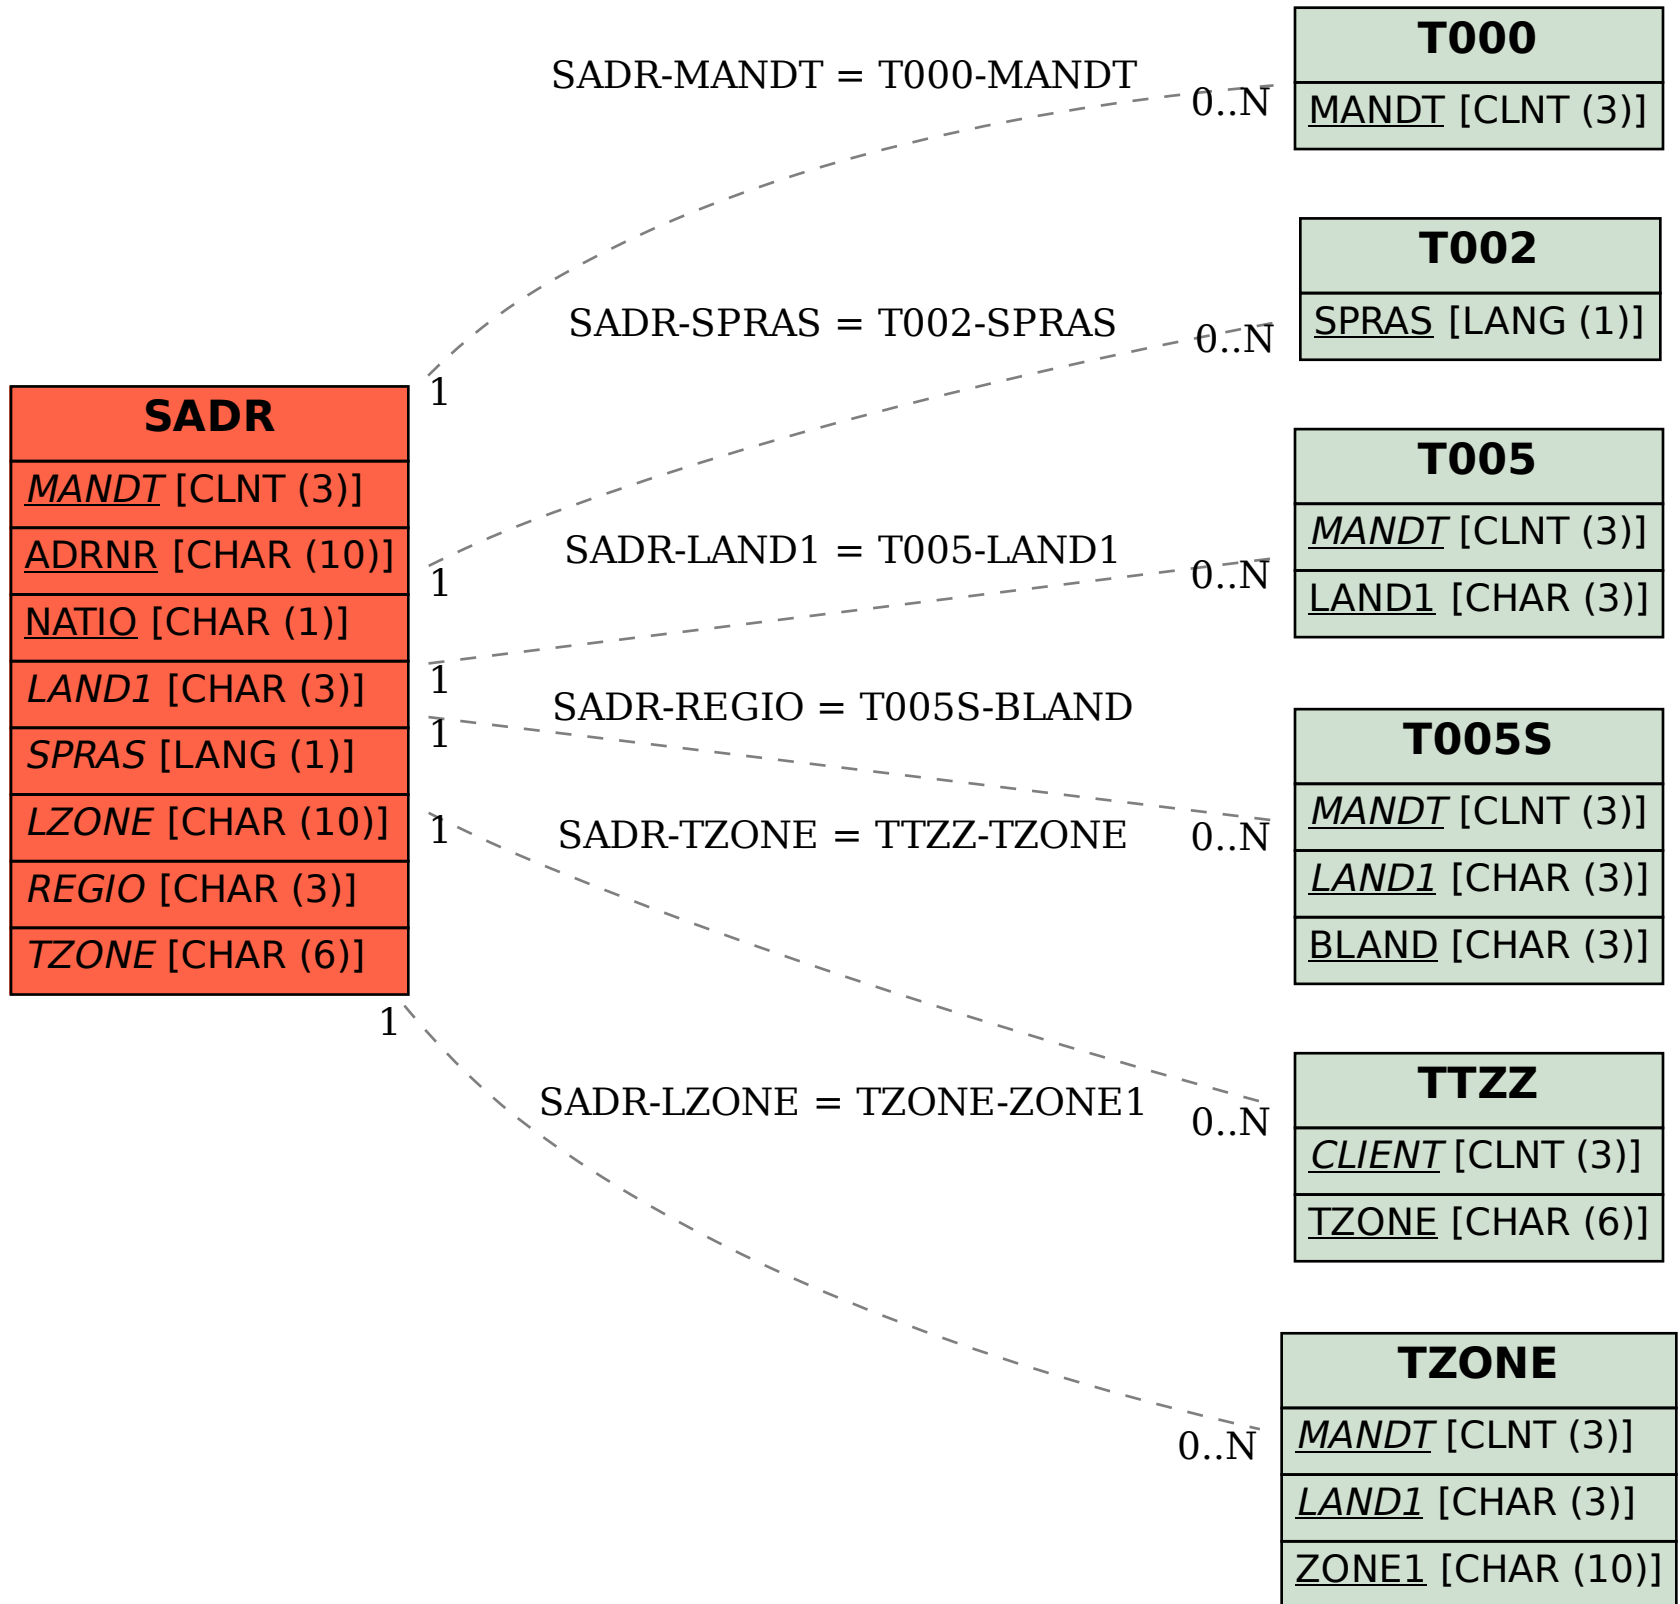 SADR
MANDT [CLNT (3)]
ADRNR [CHAR (10)]
NATIO [CHAR (1)]
LAND1 [CHAR (3)]
SPRAS [LANG (1)]
LZONE [CHAR (10)]
REGIO [CHAR (3)]
TZONE [CHAR (6)]
SADR-MANDT = T000-MANDT
1
0..N
SADR-SPRAS = T002-SPRAS
1
0..N
SADR-LAND1 = T005-LAND1
1
0..N
SADR-REGIO = T005S-BLAND
1
0..N
SADR-TZONE = TTZZ-TZONE
1
0..N
SADR-LZONE = TZONE-ZONE1
1
0..N
T000
MANDT [CLNT (3)]
T002
SPRAS [LANG (1)]
T005
MANDT [CLNT (3)]
LAND1 [CHAR (3)]
T005S
MANDT [CLNT (3)]
LAND1 [CHAR (3)]
BLAND [CHAR (3)]
TTZZ
CLIENT [CLNT (3)]
TZONE [CHAR (6)]
TZONE
MANDT [CLNT (3)]
LAND1 [CHAR (3)]
ZONE1 [CHAR (10)]